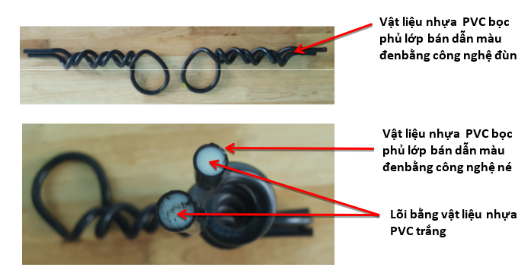 Vật liệu nhựa PVC bọc
phủ lớp bán dẫn màu
đenbằng công nghệ đùn
Vật liệu nhựa PVC bọc
phủ lớp bán dẫn màu
đenbằng công nghệ né
Lõi bằng vật liệu nhựa
PVC trắng